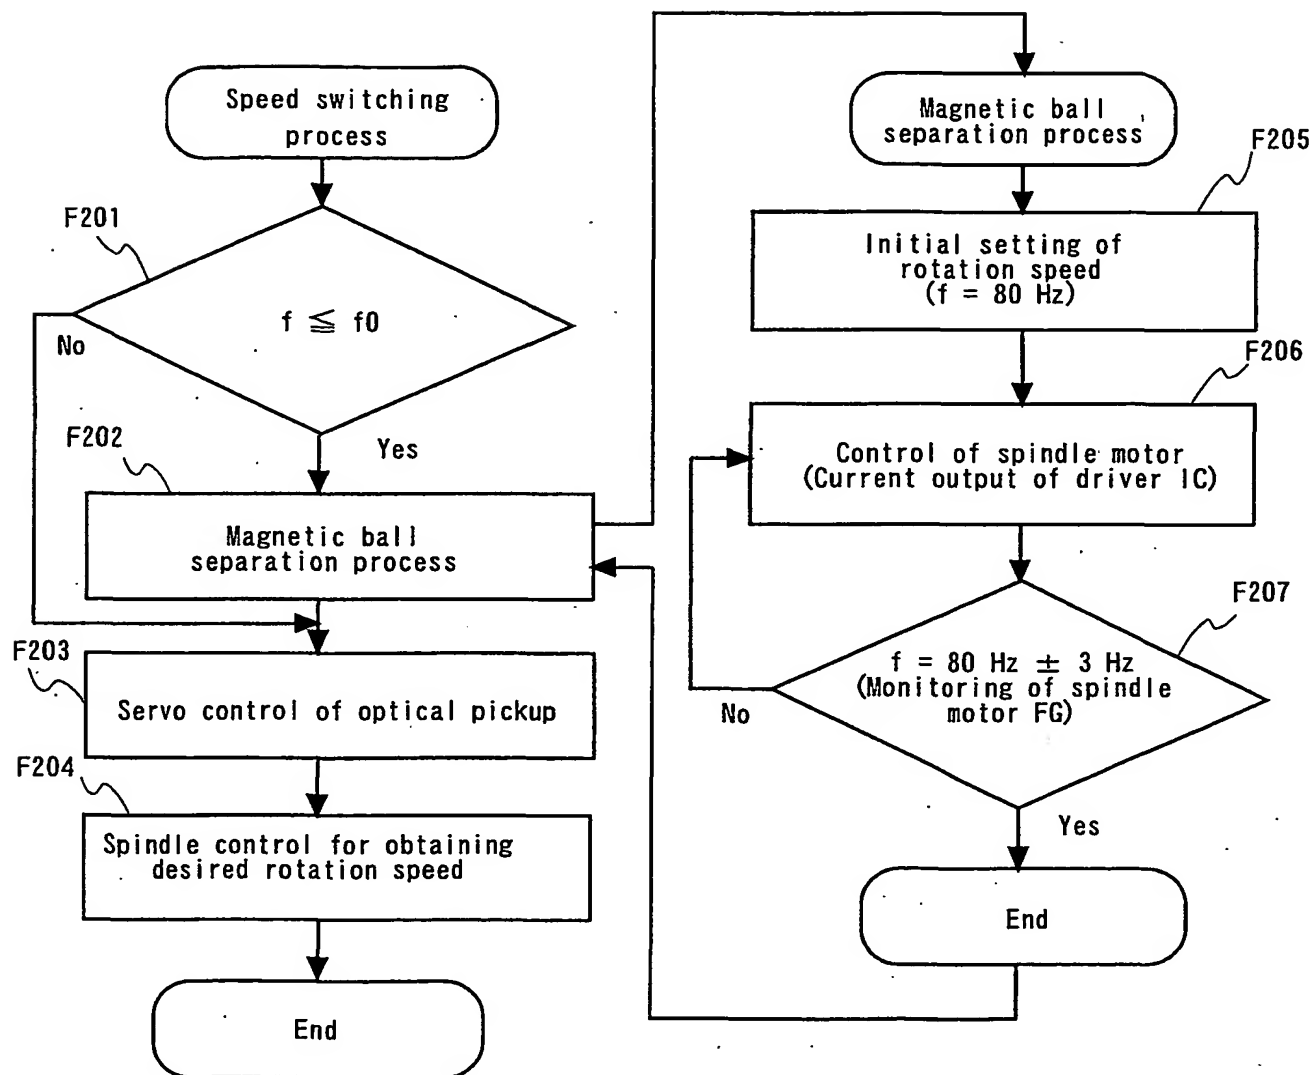 Speed switching
process
F201
f ≦ f0
No
Yes
F202
Magnetic ball
separation process
F203
Servo control of optical pickup
F204
Spindle control for obtaining
desired rotation speed
End
Magnetic ball
separation process
F205
Initial setting of
rotation speed
(f = 80 Hz)
F206
Control of spindle motor
(Current output of driver IC)
F207
f = 80 Hz ± 3 Hz
(Monitoring of spindle
motor FG)
No
Yes
End